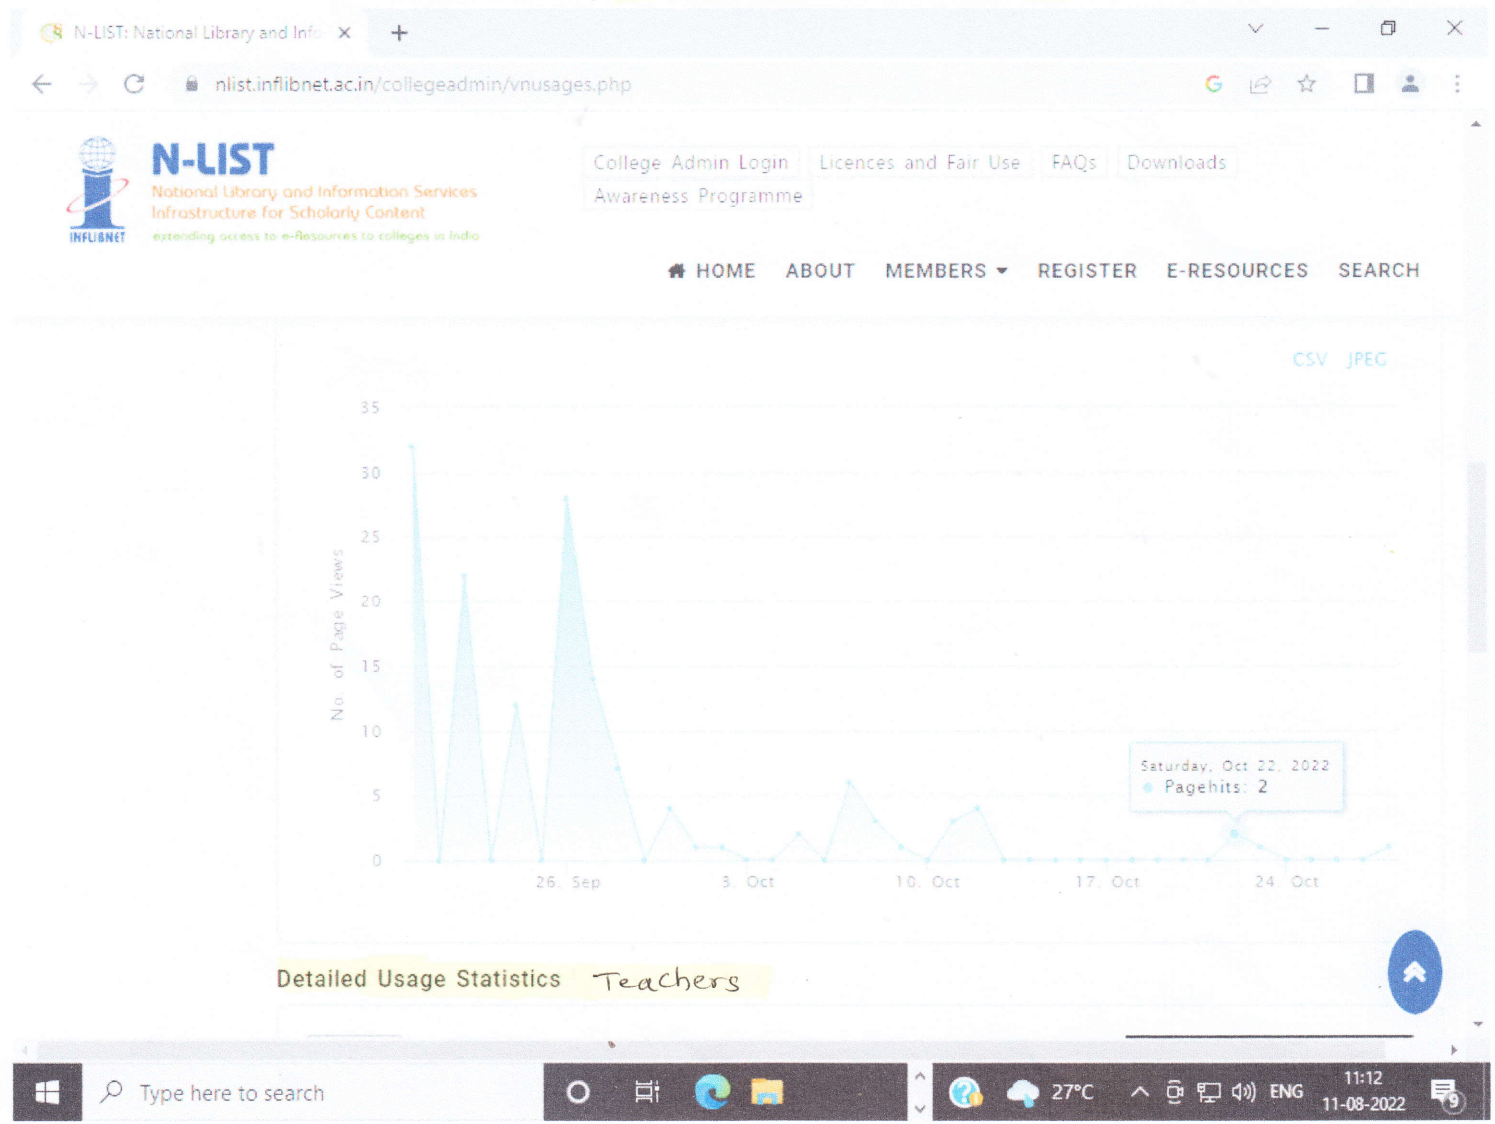 N-LIST: National Library and Info
nlist.inflibnet.ac.in/collegeadmin/vnusages.php
N-LIST
National Library and Information Services
Infrastructure for Scholarly Content
extending access to e-Resources to colleges in India
INFLIBNET
College Admin Login Licences and Fair Use FAQs Downloads
Awareness Programme
HOME ABOUT MEMBERS REGISTER E-RESOURCES SEARCH
CSV JPEG
35
30
25
20
15
10
5
0
No. of Page Views
Saturday, Oct 22, 2022
Pagehits: 2
26. Sep 3. Oct 10. Oct 17. Oct 24. Oct
Detailed Usage Statistics Teachers
Type here to search
27°C
ENG
11:12
11-08-2022
9